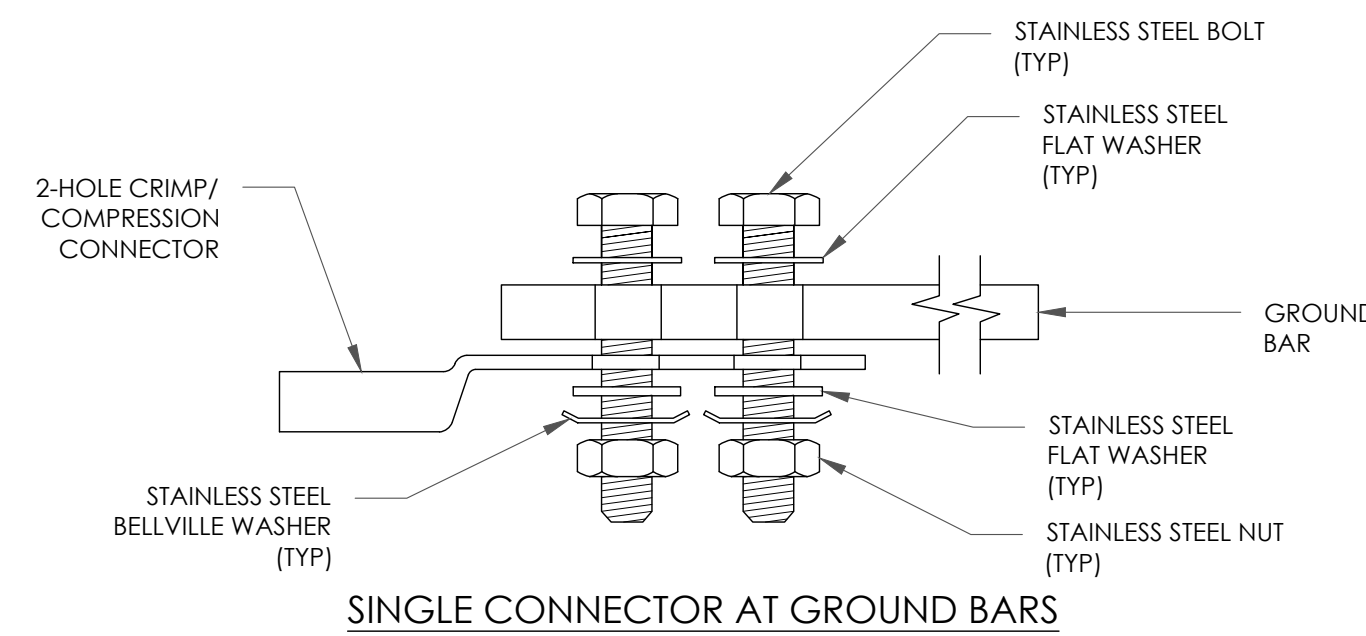 STAINLESS STEEL BOLT
(TYP)
STAINLESS STEEL
FLAT WASHER
(TYP)
2-HOLE CRIMP/
COMPRESSION
CONNECTOR
GROUND
BAR
STAINLESS STEEL
FLAT WASHER
(TYP)
STAINLESS STEEL
BELLVILLE WASHER
(TYP)
STAINLESS STEEL NUT
(TYP)
SINGLE CONNECTOR AT GROUND BARS